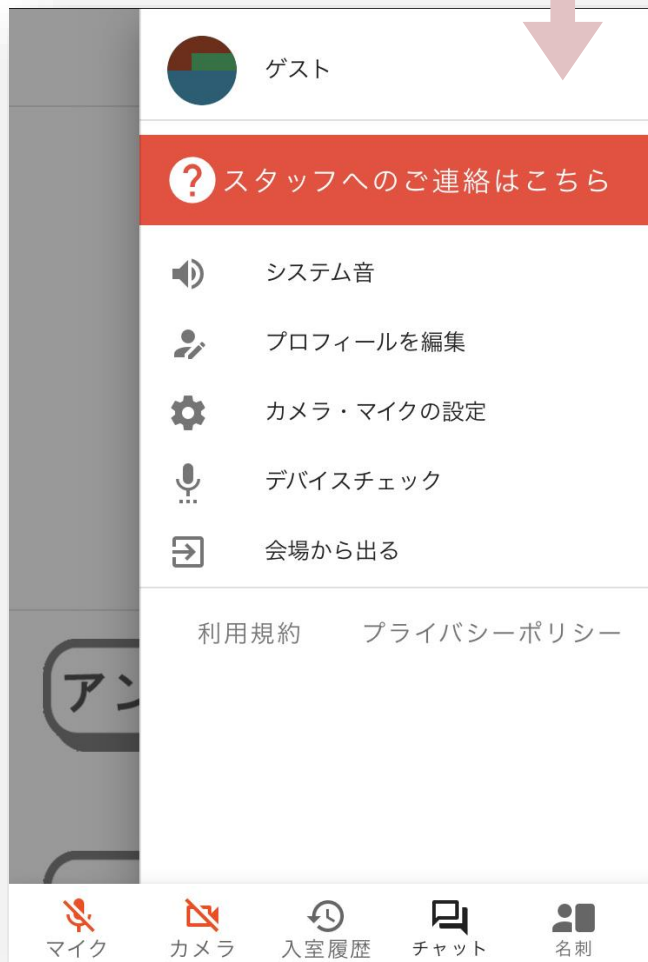 ゲスト
スタッフへのご連絡はこちら
システム音
プロフィールを編集
カメラ・マイクの設定
デバイスチェック
会場から出る
利用規約 プライバシーポリシー
アン
マイク カメラ 入室履歴 チャット 名刺